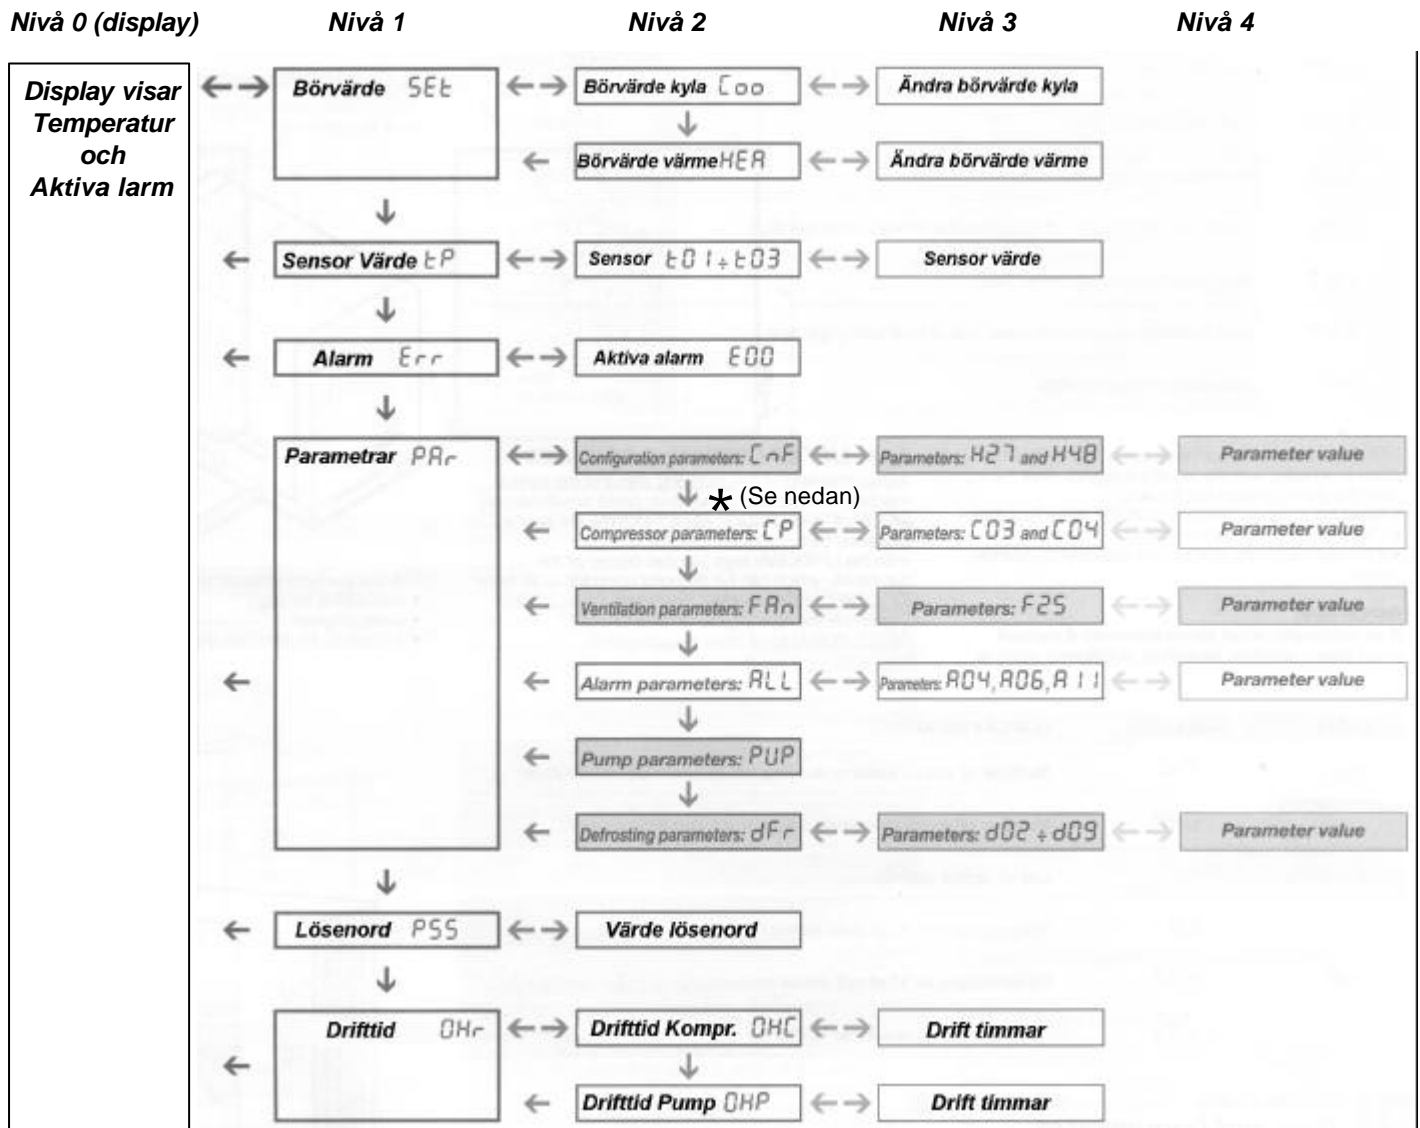 Nivå 0 (display) Nivå 1 Nivå 2 Nivå 3 Nivå 4
Display visar
Temperatur
och
Aktiva larm
Börvärde SEt Börvärde kyla Coo Ändra börvärde kyla
Börvärde värme HEA Ändra börvärde värme
Sensor Värde tP Sensor t01÷t03 Sensor värde
Alarm Err Aktiva alarm E00
Parametrar PAr Configuration parameters: CnF Parameters: H27 and H48 Parameter value
* (Se nedan)
Compressor parameters: CP Parameters: C03 and C04 Parameter value
Ventilation parameters: FAn Parameters: F25 Parameter value
Alarm parameters: ALL Parameters: A04, A06, A11 Parameter value
Pump parameters: PUP
Defrosting parameters: dFr Parameters: d02÷d09 Parameter value
Lösenord PSS Värde lösenord
Drifttid OHr Drifttid Kompr. OHC Drift timmar
Drifttid Pump OHP Drift timmar